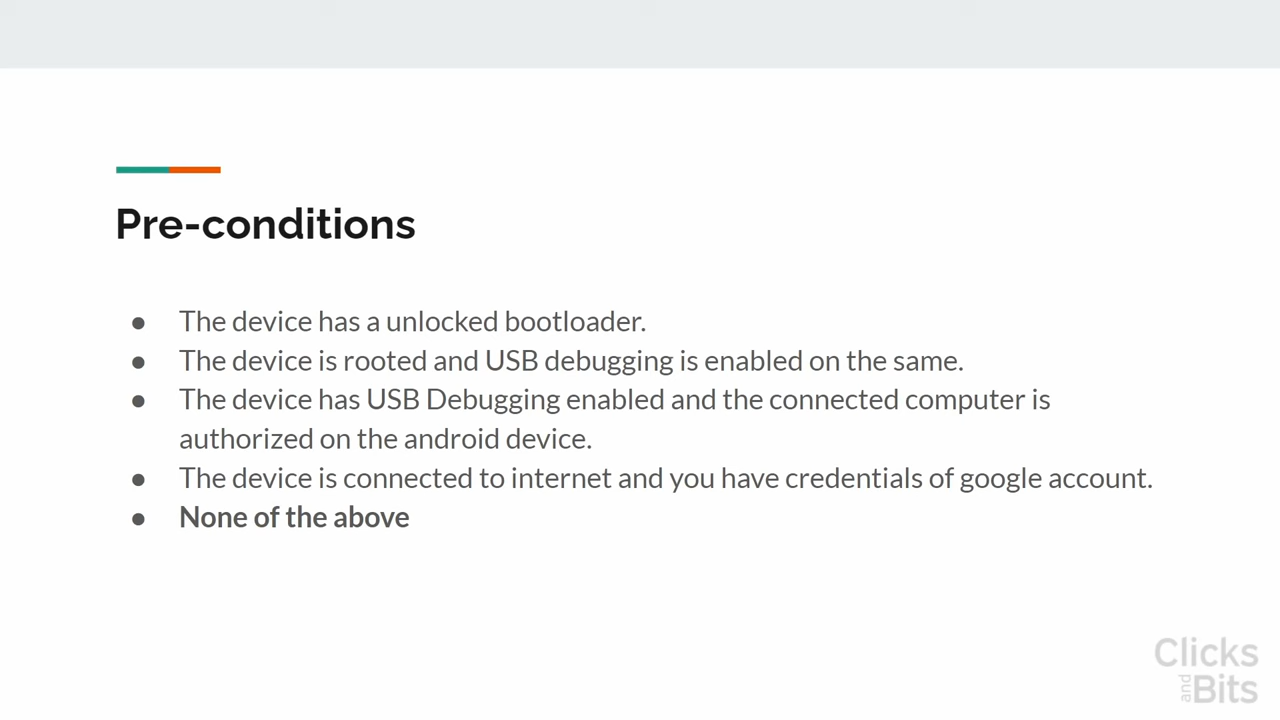 Pre-conditions
● The device has a unlocked bootloader.
● The device is rooted and USB debugging is enabled on the same.
● The device has USB Debugging enabled and the connected computer is
authorized on the android device.
● The device is connected to internet and you have credentials of google account.
● None of the above
Clicks
and Bits